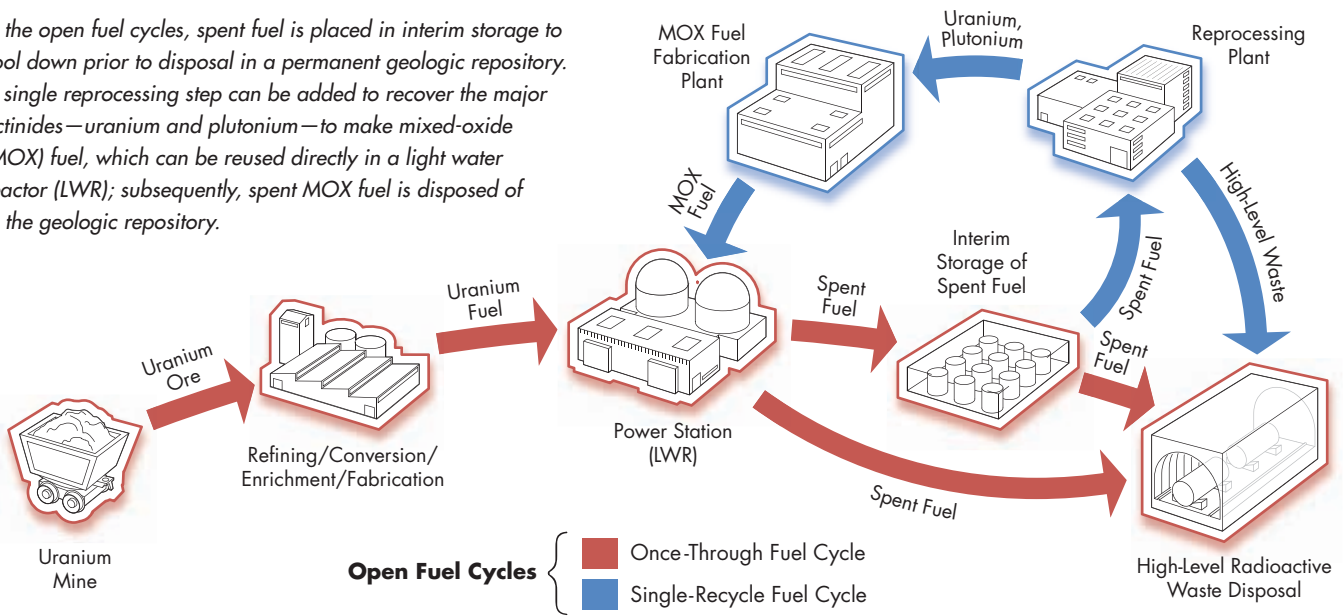 the open fuel cycles, spent fuel is placed in interim storage to
ool down prior to disposal in a permanent geologic repository.
single reprocessing step can be added to recover the major
ctinides—uranium and plutonium—to make mixed-oxide
MOX) fuel, which can be reused directly in a light water
actor (LWR); subsequently, spent MOX fuel is disposed of
the geologic repository.
MOX Fuel
Fabrication
Plant
Uranium,
Plutonium
Reprocessing
Plant
MOX
Fuel
High-Level Waste
Interim
Storage of
Spent Fuel
Spent Fuel
Uranium
Fuel
Spent
Fuel
Spent
Fuel
Uranium
Ore
Power Station
(LWR)
Refining/Conversion/
Enrichment/Fabrication
Spent Fuel
Uranium
Mine
High-Level Radioactive
Waste Disposal
Open Fuel Cycles
Once-Through Fuel Cycle
Single-Recycle Fuel Cycle